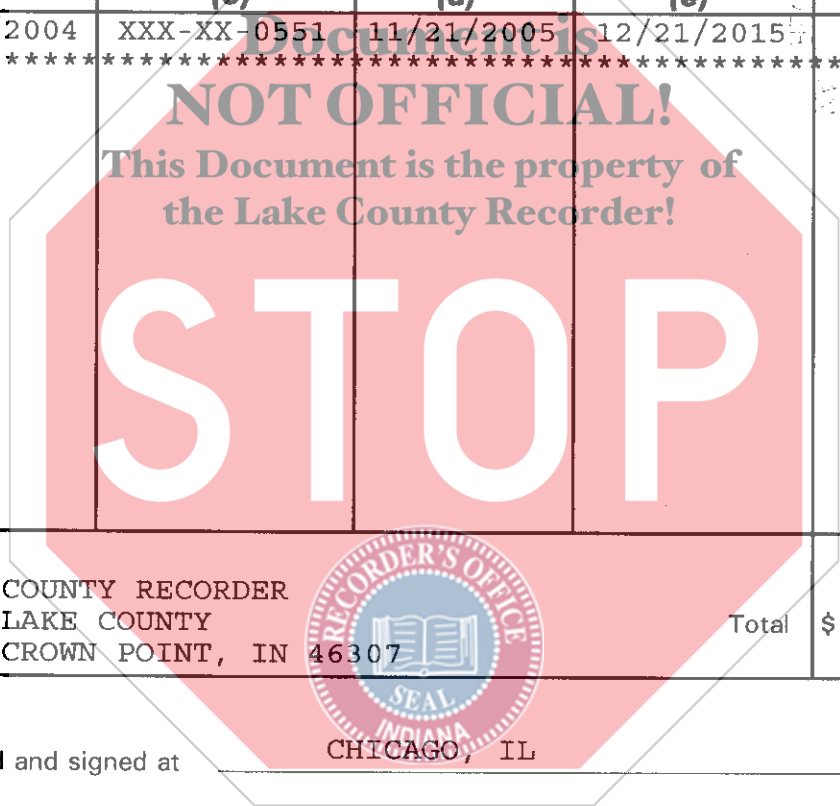 (c) (d) (e)
2004 XXX-XX-0551 11/21/2005 12/21/2015
Document is
****************************************
NOT OFFICIAL!
This Document is the property of
the Lake County Recorder!
STOP
COUNTY RECORDER
LAKE COUNTY
CROWN POINT, IN 46307
Total $
RECORDER'S OFFICE
SEAL
INDIANA
and signed at CHICAGO, IL